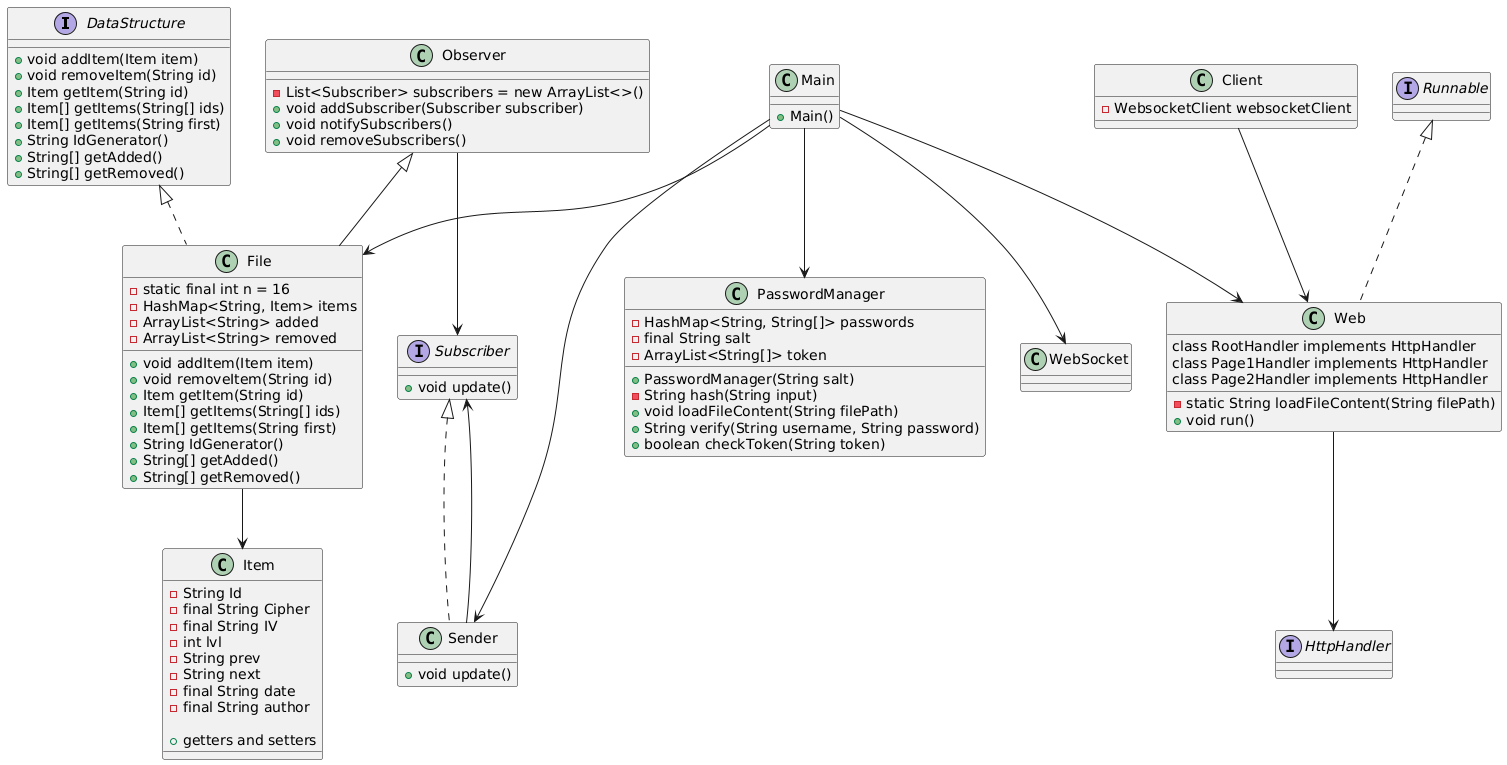 DataStructure
void addItem(Item item)
void removeItem(String id)
Item getItem(String id)
Item[] getItems(String[] ids)
Item[] getItems(String first)
String IdGenerator()
String[] getAdded()
String[] getRemoved()
Observer
List<Subscriber> subscribers = new ArrayList<>()
void addSubscriber(Subscriber subscriber)
void notifySubscribers()
void removeSubscribers()
Main
Main()
Client
WebsocketClient websocketClient
Runnable
File
static final int n = 16
HashMap<String, Item> items
ArrayList<String> added
ArrayList<String> removed
void addItem(Item item)
void removeItem(String id)
Item getItem(String id)
Item[] getItems(String[] ids)
Item[] getItems(String first)
String IdGenerator()
String[] getAdded()
String[] getRemoved()
Subscriber
void update()
PasswordManager
HashMap<String, String[]> passwords
final String salt
ArrayList<String[]> token
PasswordManager(String salt)
String hash(String input)
void loadFileContent(String filePath)
String verify(String username, String password)
boolean checkToken(String token)
WebSocket
Web
class RootHandler implements HttpHandler
class Page1Handler implements HttpHandler
class Page2Handler implements HttpHandler
static String loadFileContent(String filePath)
void run()
Item
String Id
final String Cipher
final String IV
int lvl
String prev
String next
final String date
final String author
getters and setters
Sender
void update()
HttpHandler